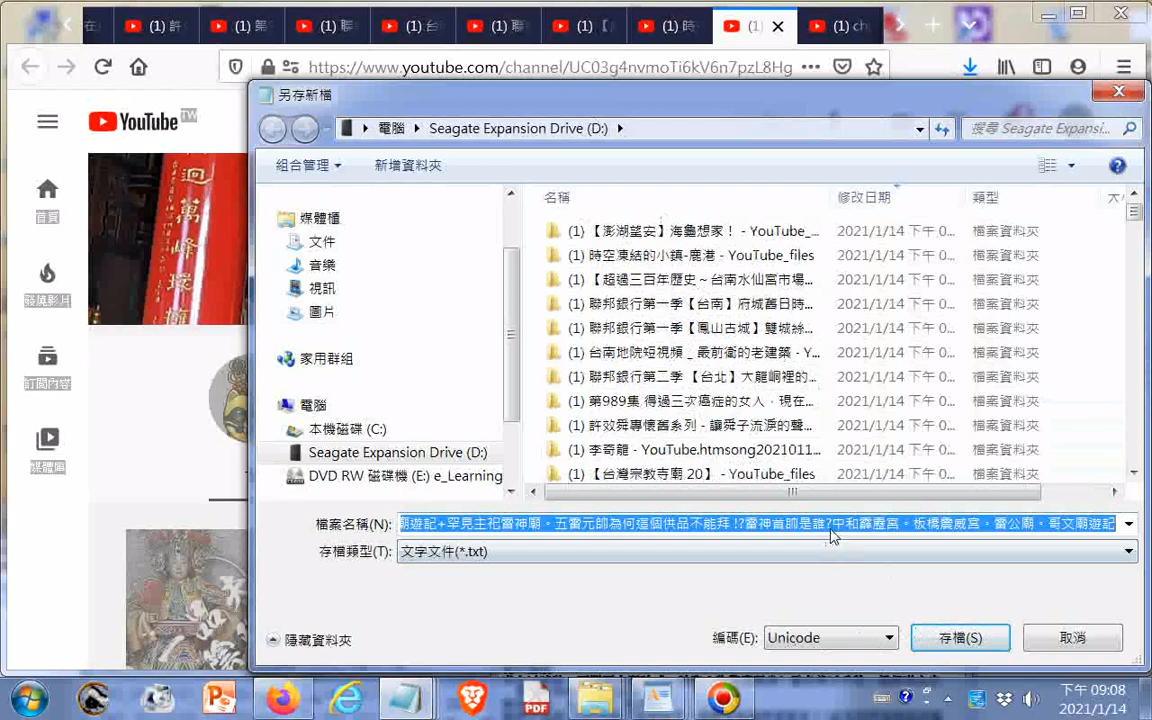 (1) 許
(1) 第
(1) 聯
(1) 台
(1) 聯
(1) 【
(1) 時
(1)
(1) ch
https://www.youtube.com/channel/UC03g4nvmoTi6kV6n7pzL8Hg
YouTube TW
首頁
發燒影片
訂閱內容
媒體庫
迴萬峰環
另存新檔
電腦 Seagate Expansion Drive (D:)
搜尋 Seagate Expansi...
組合管理 新增資料夾
媒體櫃
文件
音樂
視訊
圖片
家用群組
電腦
本機磁碟 (C:)
Seagate Expansion Drive (D:)
DVD RW 磁碟機 (E:) e_Learning
名稱 修改日期 類型 大
(1) 【澎湖望安】海龜想家！ - YouTube_... 2021/1/14 下午 0... 檔案資料夾
(1) 時空凍結的小鎮-鹿港 - YouTube_files 2021/1/14 下午 0... 檔案資料夾
(1) 【超過三百年歷史～台南水仙宮市場... 2021/1/14 下午 0... 檔案資料夾
(1) 聯邦銀行第一季【台南】府城舊日時... 2021/1/14 下午 0... 檔案資料夾
(1) 聯邦銀行第一季【鳳山古城】雙城絲... 2021/1/14 下午 0... 檔案資料夾
(1) 台南地院短視頻 _ 最前衛的老建築 - Y... 2021/1/14 下午 0... 檔案資料夾
(1) 聯邦銀行第二季 【台北】大龍峒裡的... 2021/1/14 下午 0... 檔案資料夾
(1) 第989集 得過三次癌症的女人，現在... 2021/1/14 下午 0... 檔案資料夾
(1) 許效舜專懷舊系列 - 讓舜子流淚的聲... 2021/1/14 下午 0... 檔案資料夾
(1) 李奇龍 - YouTube.htmsong2021011... 2021/1/14 下午 0... 檔案資料夾
(1) 【台灣宗教寺廟 20】 - YouTube_files 2021/1/14 下午 0... 檔案資料夾
檔案名稱(N): 廟遊記+罕見主祀雷神廟。五雷元帥為何這個供品不能拜!?雷神首帥是誰?中和霹靂宮。板橋震威宮。雷公廟。哥文廟遊記
存檔類型(T): 文字文件(*.txt)
隱藏資料夾
編碼(E): Unicode 存檔(S) 取消
PDF
下午 09:08
2021/1/14